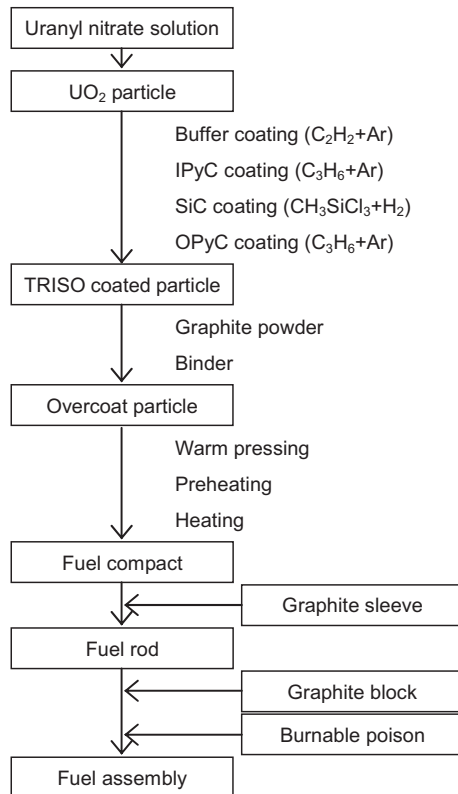 Uranyl nitrate solution
UO₂ particle
Buffer coating (C₂H₂+Ar)
IPyC coating (C₃H₆+Ar)
SiC coating (CH₃SiCl₃+H₂)
OPyC coating (C₃H₆+Ar)
TRISO coated particle
Graphite powder
Binder
Overcoat particle
Warm pressing
Preheating
Heating
Fuel compact
Graphite sleeve
Fuel rod
Graphite block
Burnable poison
Fuel assembly